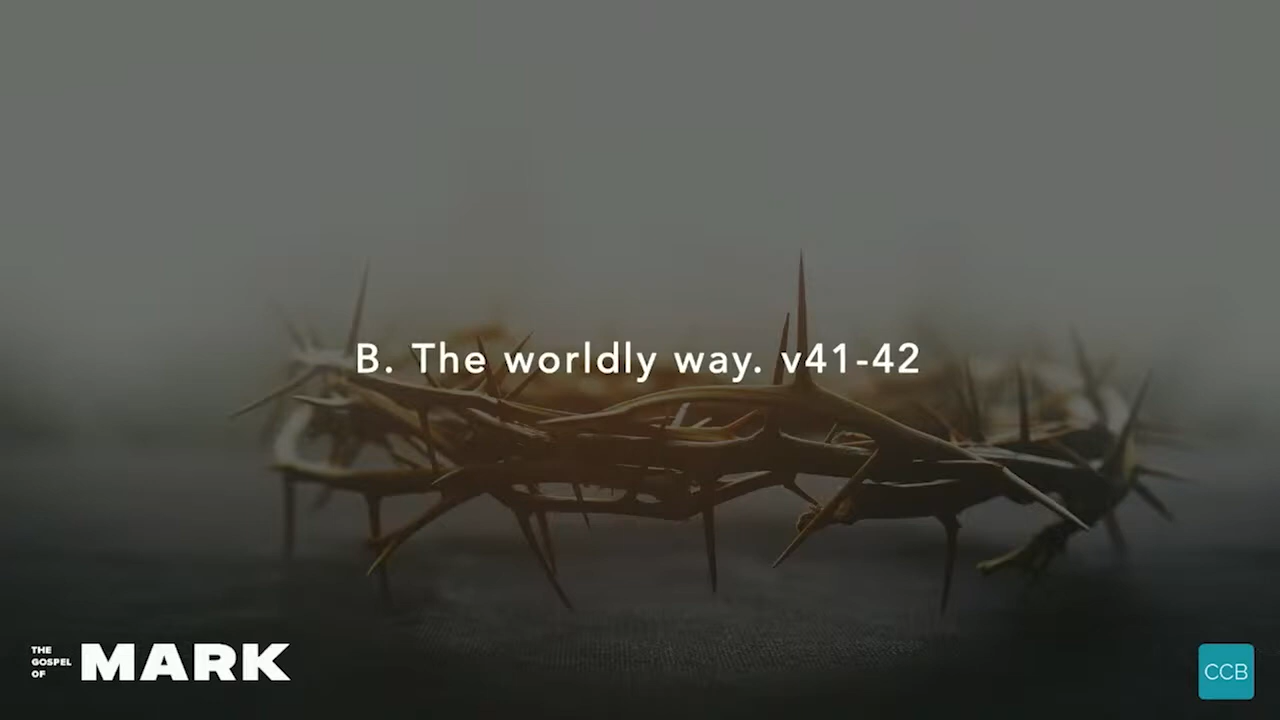 B. The worldly way. v41-42
THE
GOSPEL
OF
MARK
CCB